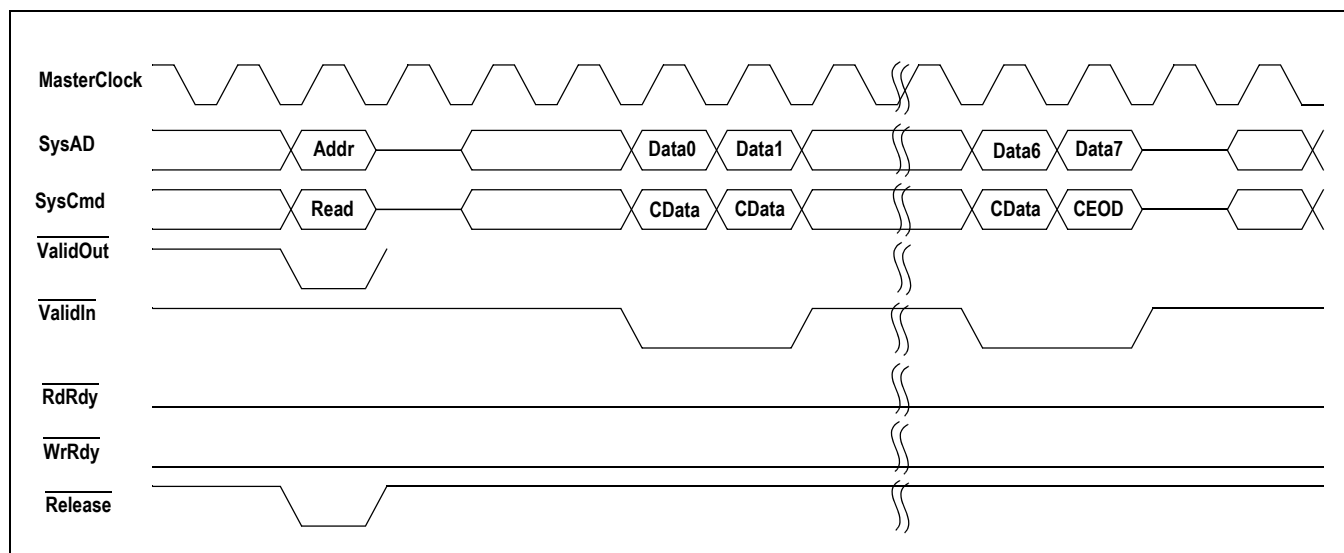 MasterClock
SysAD
Addr
Data0
Data1
Data6
Data7
SysCmd
Read
CData
CData
CData
CEOD
ValidOut
ValidIn
RdRdy
WrRdy
Release